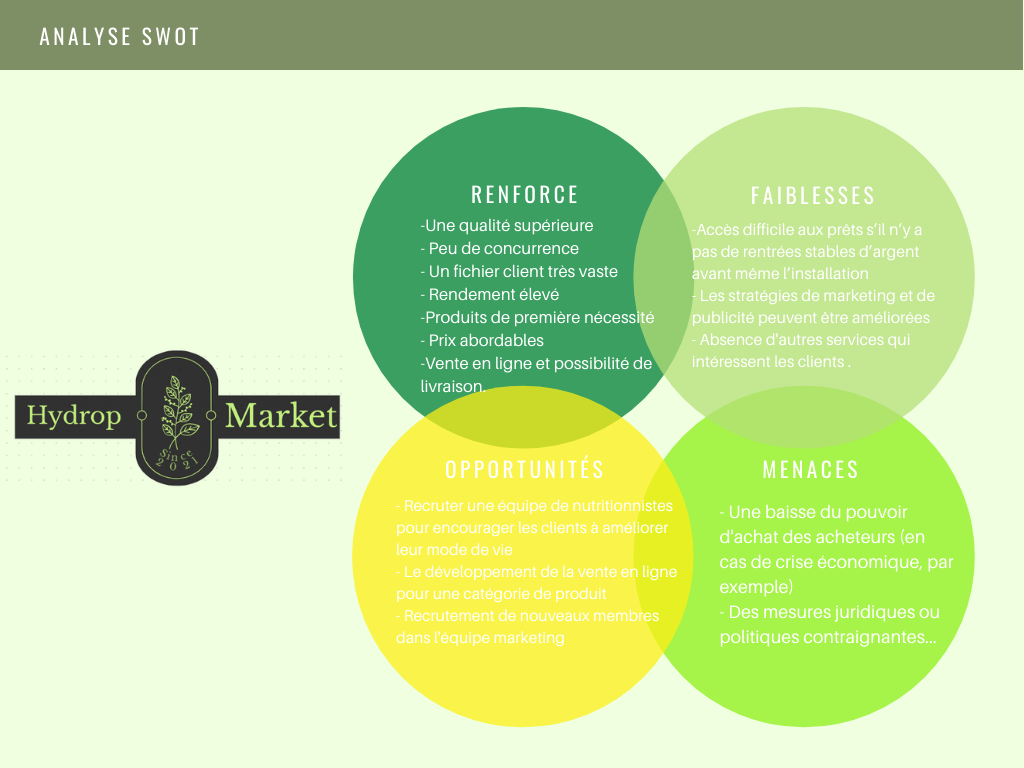 ANALYSE SWOT
RENFORCE
-Une qualité supérieure
- Peu de concurrence
- Un fichier client très vaste
- Rendement élevé
-Produits de première nécessité
- Prix abordables
-Vente en ligne et possibilité de
livraison.
FAIBLESSES
-Accès difficile aux prêts s'il n'y a
pas de rentrées stables d'argent
avant même l'installation
- Les stratégies de marketing et de
publicité peuvent être améliorées
- Absence d'autres services qui
intéressent les clients .
Hydrop Market
Since
2021
OPPORTUNITÉS
- Recruter une équipe de nutritionnistes
pour encourager les clients à améliorer
leur mode de vie
- Le développement de la vente en ligne
pour une catégorie de produit
- Recrutement de nouveaux membres
dans l'equipe marketing
MENACES
- Une baisse du pouvoir
d'achat des acheteurs (en
cas de crise économique, par
exemple)
- Des mesures juridiques ou
politiques contraignantes...